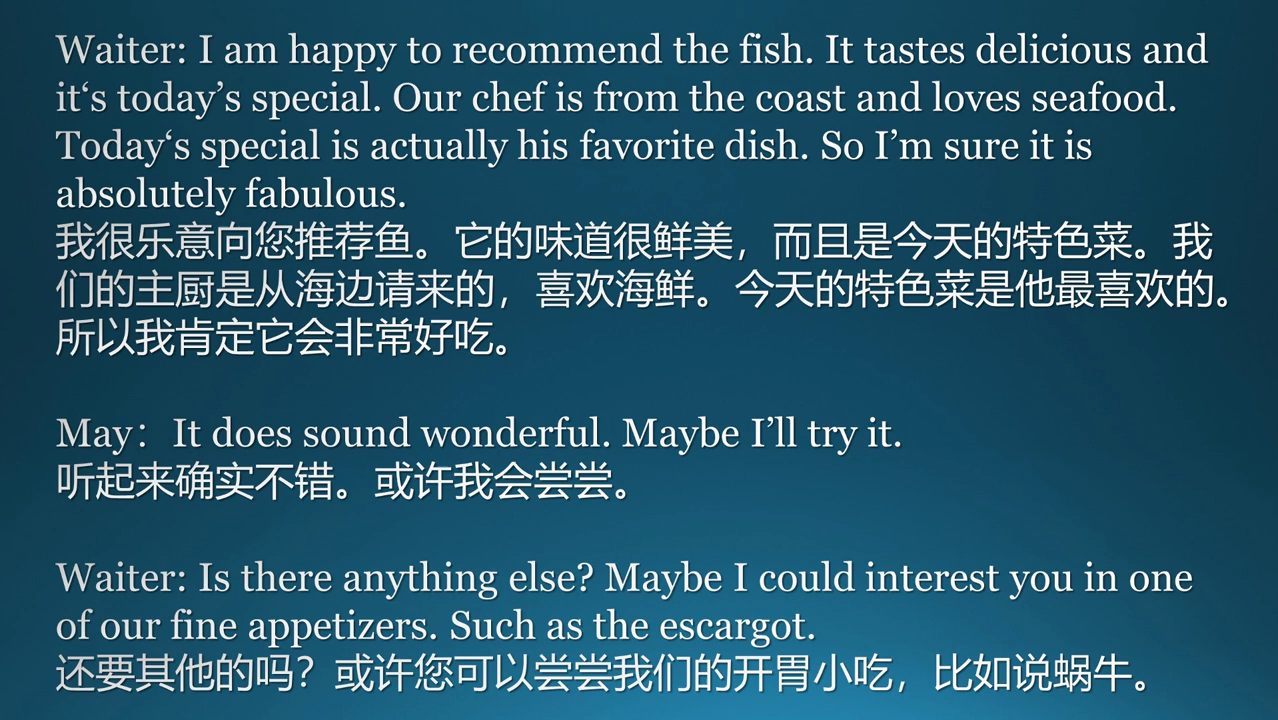 Waiter: I am happy to recommend the fish. It tastes delicious and
it‘s today’s special. Our chef is from the coast and loves seafood.
Today‘s special is actually his favorite dish. So I’m sure it is
absolutely fabulous.
我很乐意向您推荐鱼。它的味道很鲜美，而且是今天的特色菜。我
们的主厨是从海边请来的，喜欢海鲜。今天的特色菜是他最喜欢的。
所以我肯定它会非常好吃。
May：It does sound wonderful. Maybe I’ll try it.
听起来确实不错。或许我会尝尝。
Waiter: Is there anything else? Maybe I could interest you in one
of our fine appetizers. Such as the escargot.
还要其他的吗？或许您可以尝尝我们的开胃小吃，比如说蜗牛。